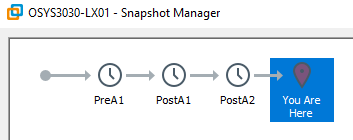 OSYS3030-LX01 - Snapshot Manager
PreA1
PostA1
PostA2
You Are
Here